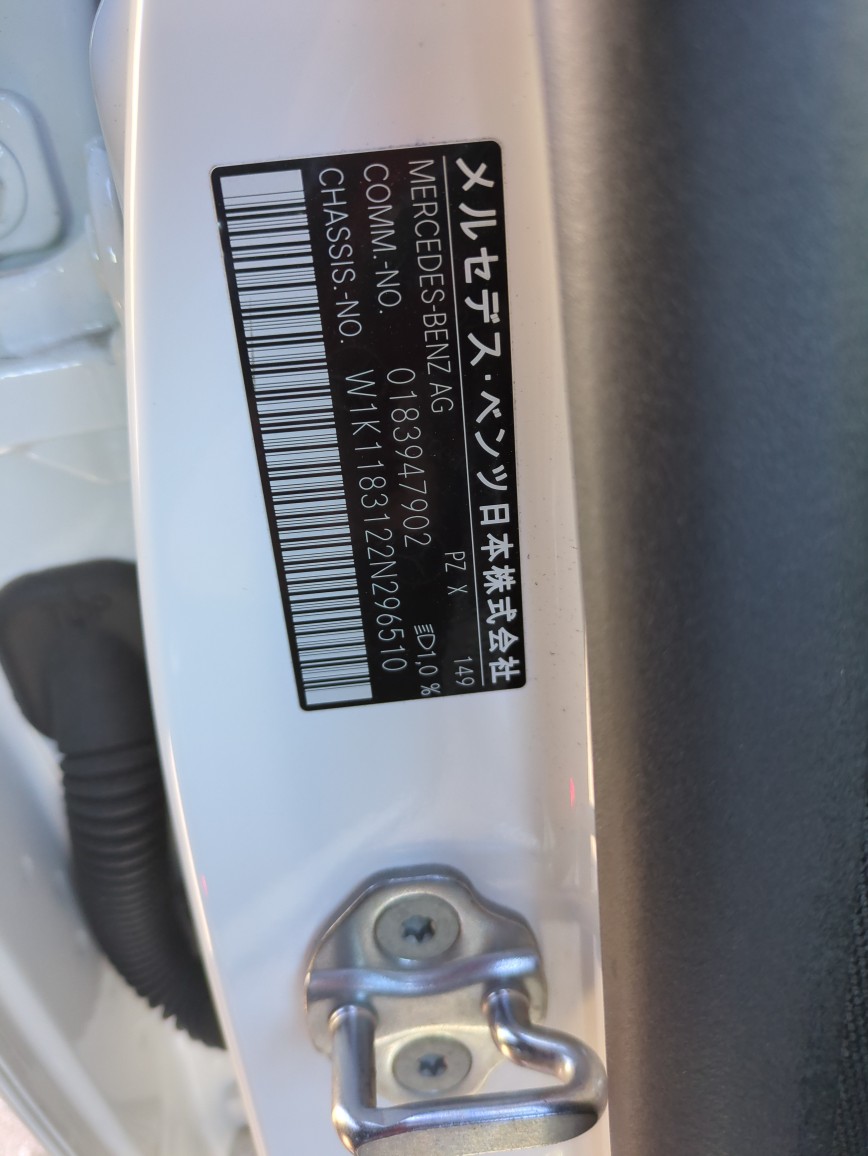 メルセデス・ベンツ日本株式会社
MERCEDES-BENZ AG PZ X 149
COMM.-NO. 0183947902 1,0 %
CHASSIS.-NO. W1K1183122N296510